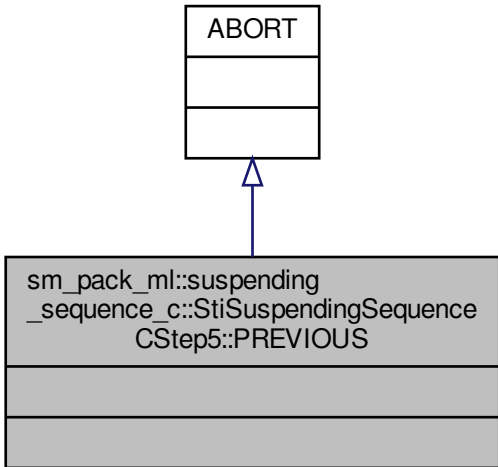 ABORT
sm_pack_ml::suspending
_sequence_c::StiSuspendingSequence
CStep5::PREVIOUS